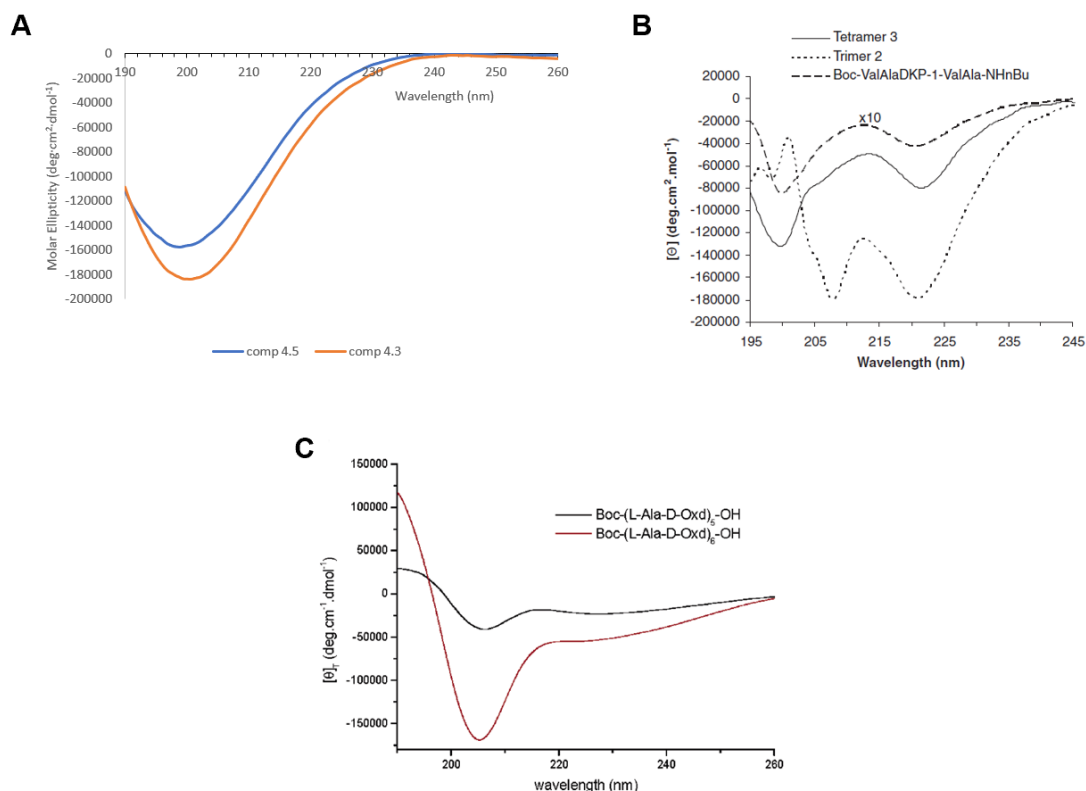 A
0
190 200 210 220 230 240 250 260
-20000
-40000
-60000
-80000
-100000
-120000
-140000
-160000
-180000
-200000
Wavelength (nm)
Molar Ellipticity (deg·cm²·dmol⁻¹)
comp 4.5 comp 4.3
B
Tetramer 3
Trimer 2
Boc-ValAlaDKP-1-ValAla-NHnBu
20000
0
-20000
-40000
-60000
-80000
-100000
-120000
-140000
-160000
-180000
-200000
x10
[Θ] (deg.cm².mol⁻¹)
195 205 215 225 235 245
Wavelength (nm)
C
150000
100000
50000
0
-50000
-100000
-150000
Boc-(L-Ala-D-Oxd)₅-OH
Boc-(L-Ala-D-Oxd)₆-OH
[θ]T (deg.cm⁻¹.dmol⁻¹)
200 220 240 260
wavelength (nm)